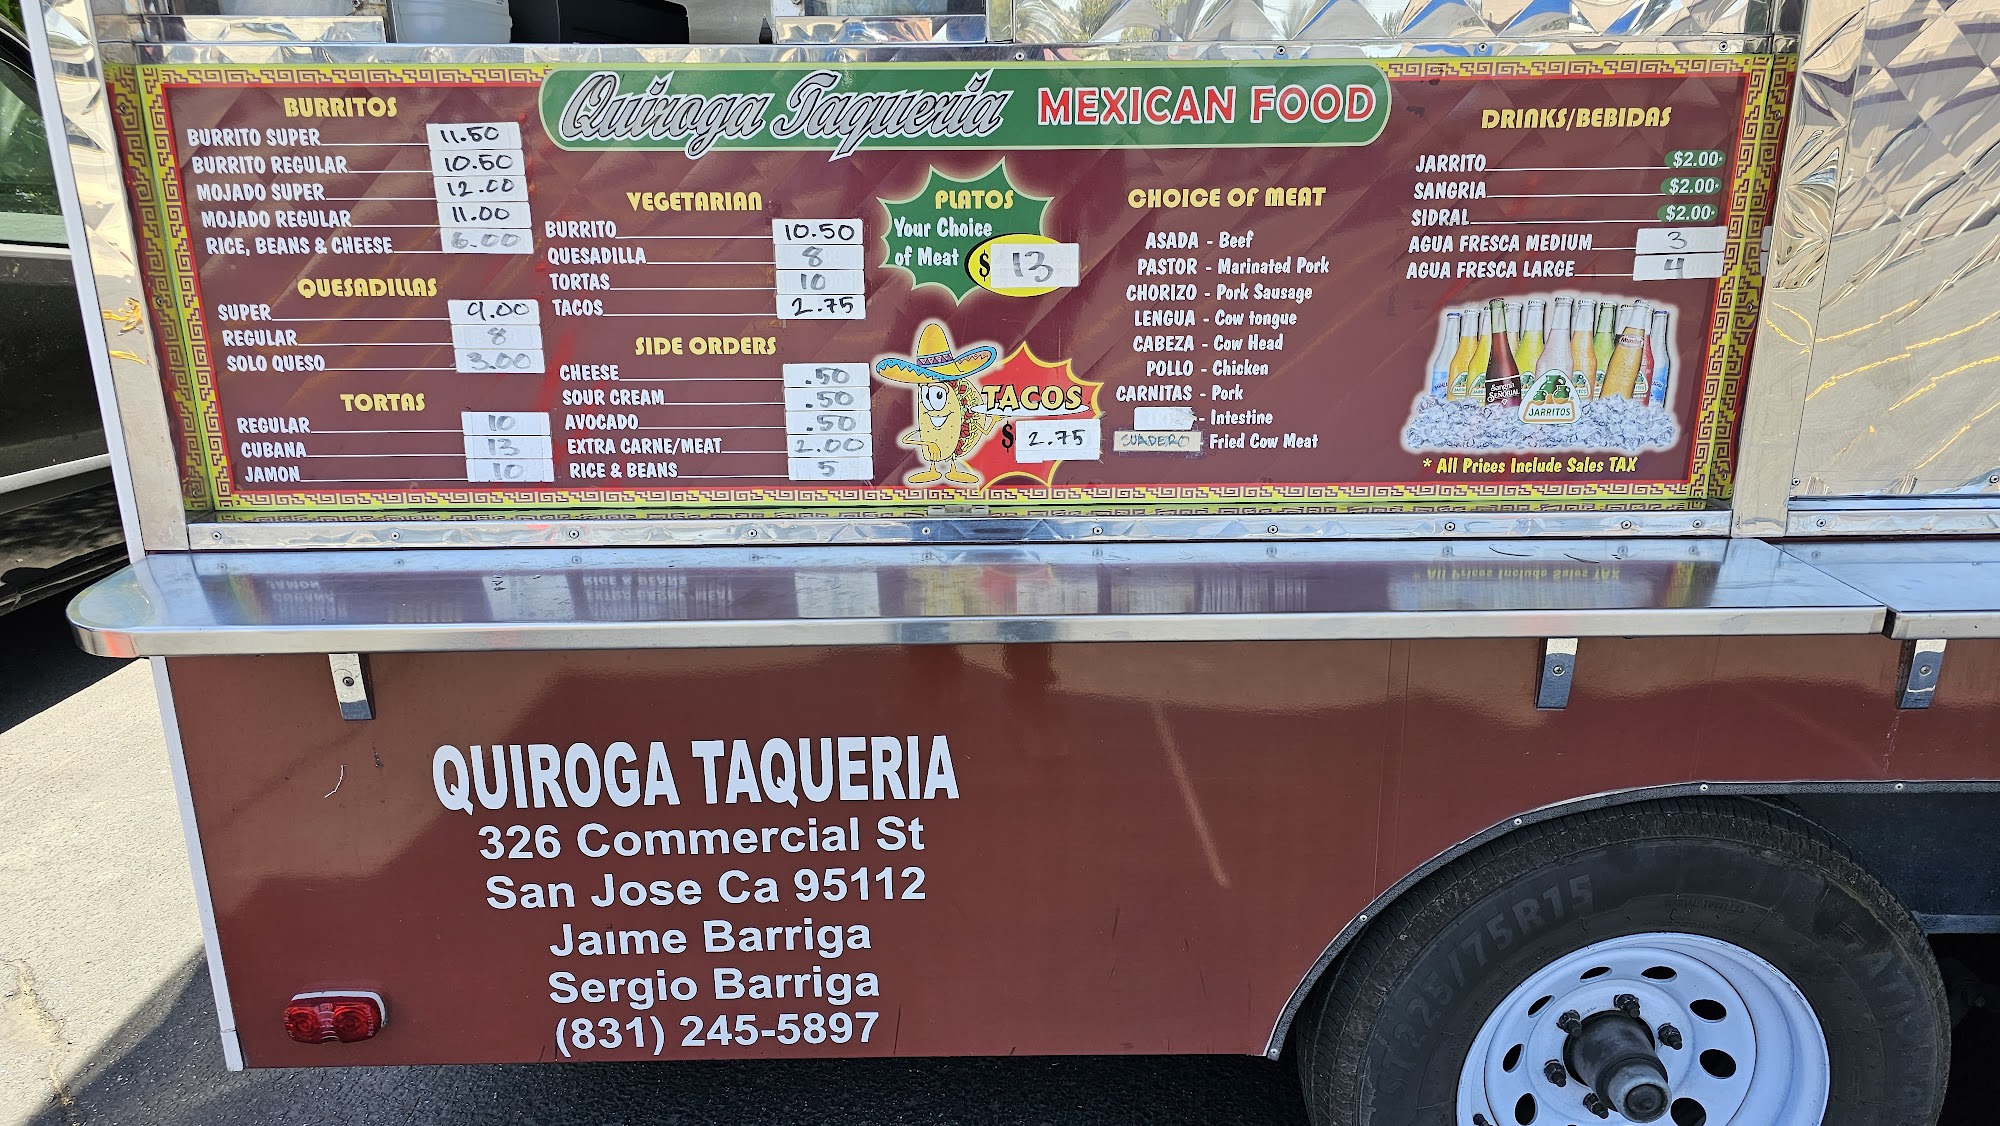 Quiroga Taqueria MEXICAN FOOD
BURRITOS
BURRITO SUPER 11.50
BURRITO REGULAR 10.50
MOJADO SUPER 12.00
MOJADO REGULAR 11.00
RICE, BEANS & CHEESE 6.00
QUESADILLAS
SUPER 9.00
REGULAR 8
SOLO QUESO 3.00
TORTAS
REGULAR 10
CUBANA 13
JAMON 10
VEGETARIAN
BURRITO 10.50
QUESADILLA 8
TORTAS 10
TACOS 2.75
SIDE ORDERS
CHEESE .50
SOUR CREAM .50
AVOCADO .50
EXTRA CARNE/MEAT 2.00
RICE & BEANS 5
PLATOS
Your Choice
of Meat $ 13
TACOS
$ 2.75
CHOICE OF MEAT
ASADA - Beef
PASTOR - Marinated Pork
CHORIZO - Pork Sausage
LENGUA - Cow tongue
CABEZA - Cow Head
POLLO - Chicken
CARNITAS - Pork
- Intestine
CUADERO - Fried Cow Meat
DRINKS/BEBIDAS
JARRITO $2.00
SANGRIA $2.00
SIDRAL $2.00
AGUA FRESCA MEDIUM 3
AGUA FRESCA LARGE 4
Sangria
SEÑORIAL
JARRITOS
* All Prices Include Sales TAX
QUIROGA TAQUERIA
326 Commercial St
San Jose Ca 95112
Jaime Barriga
Sergio Barriga
(831) 245-5897
ST225/75R15